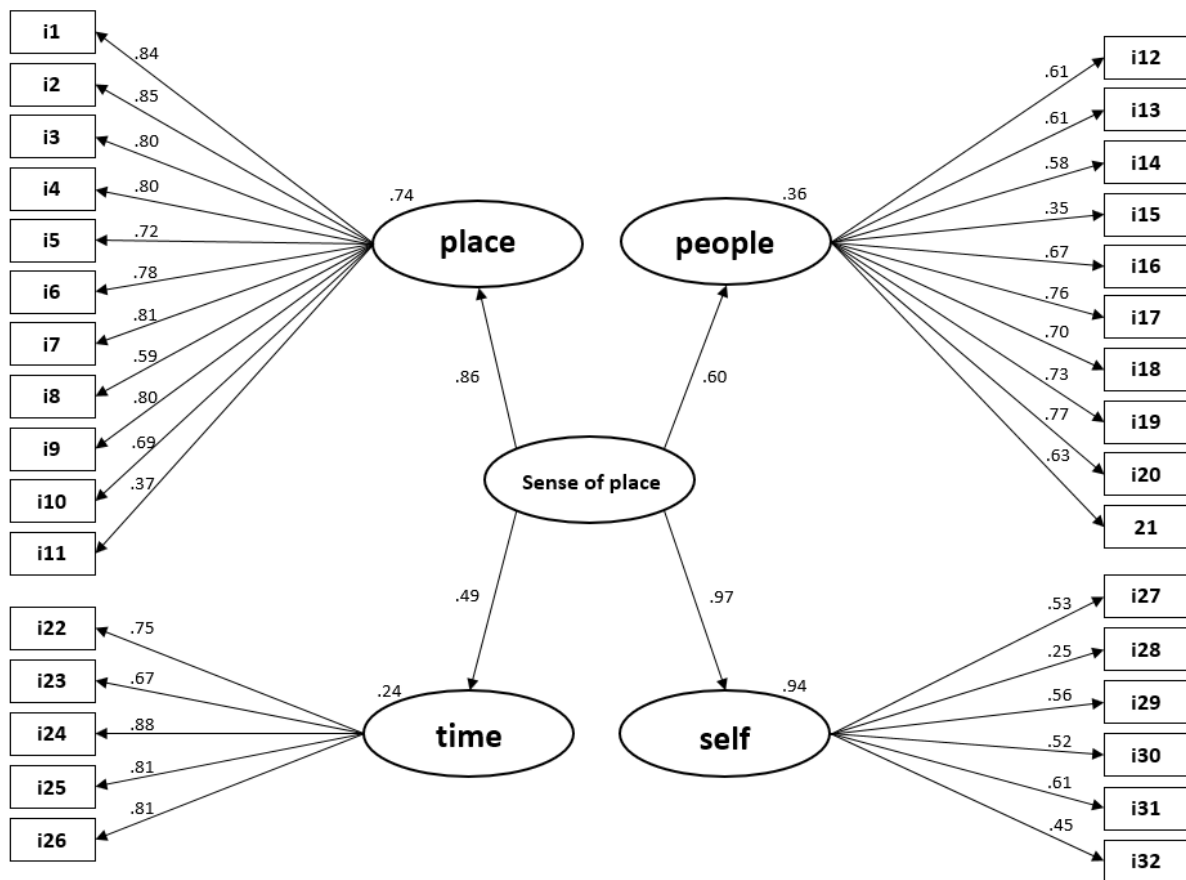 i1
.84
i2
.85
i3
.80
i4
.80
i5
.72
i6
.78
i7
.81
i8
.59
i9
.80
i10
.69
i11
.37
.74
place
.86
i12
.61
i13
.61
i14
.58
i15
.35
i16
.67
i17
.76
i18
.70
i19
.73
i20
.77
21
.63
.36
people
.60
Sense of place
i22
.75
i23
.67
i24
.88
i25
.81
i26
.81
.24
time
.49
i27
.53
i28
.25
i29
.56
i30
.52
i31
.61
i32
.45
.94
self
.97